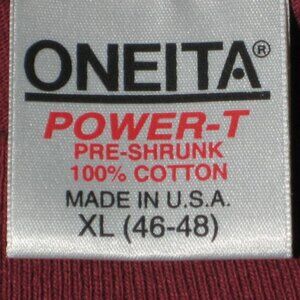 ONEITA®
POWER-T
PRE-SHRUNK
100% COTTON
MADE IN U.S.A.
XL (46-48)